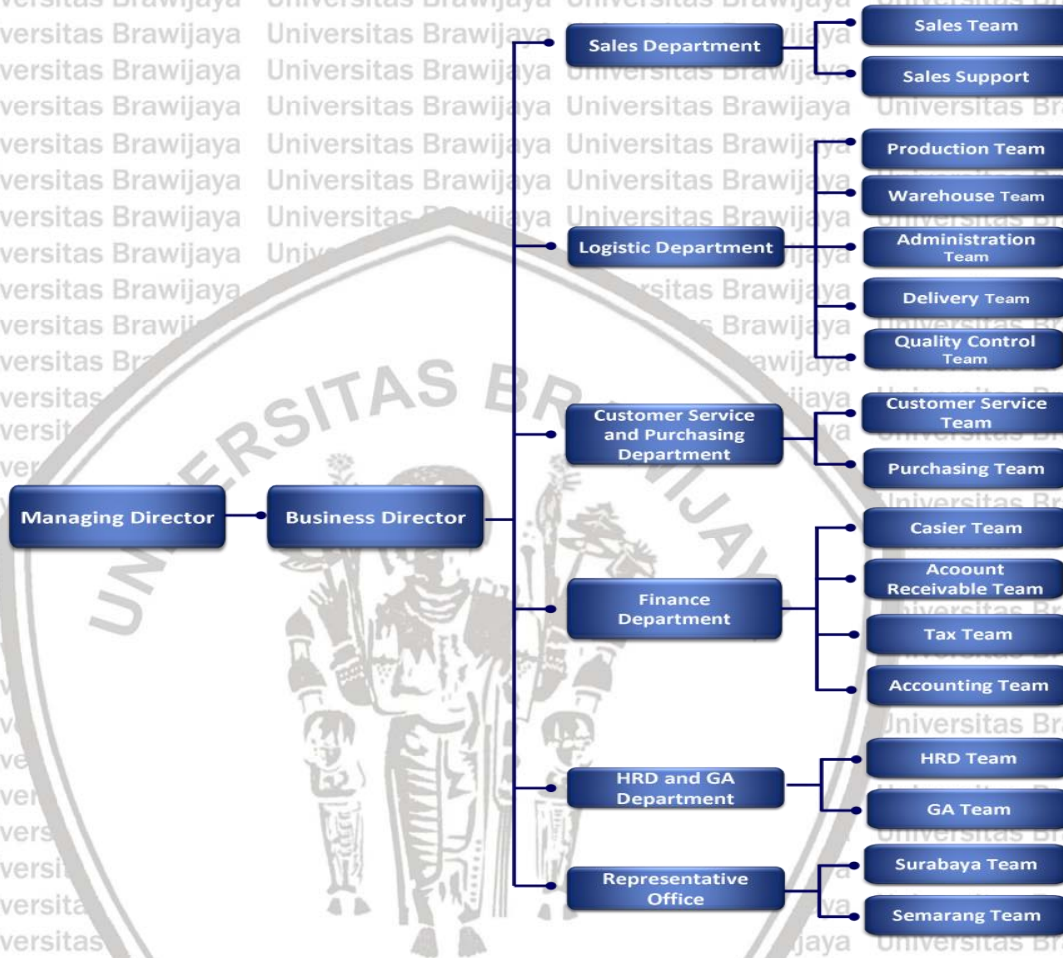 Sales Department
Sales Team
Sales Support
Logistic Department
Production Team
Warehouse Team
Administration
Team
Delivery Team
Quality Control
Team
Customer Service
and Purchasing
Department
Customer Service
Team
Purchasing Team
Managing Director
Business Director
Finance
Department
Casier Team
Acoount
Receivable Team
Tax Team
Accounting Team
HRD and GA
Department
HRD Team
GA Team
Representative
Office
Surabaya Team
Semarang Team
UNIVERSITAS BRAWIJAYA
Universitas Brawijaya